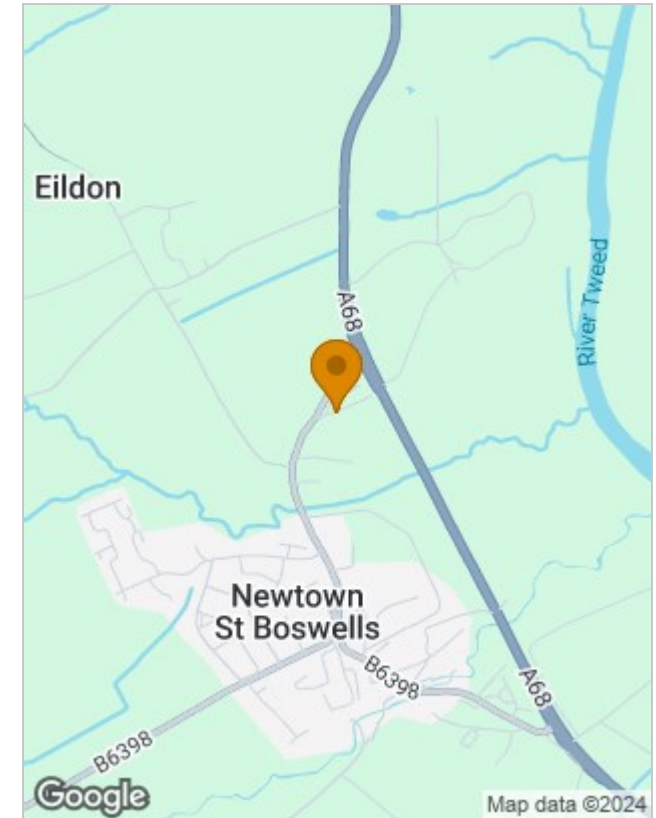 Eildon
A68
River Tweed
Newtown
St Boswells
B6398
A68
B6398
Google
Map data ©2024